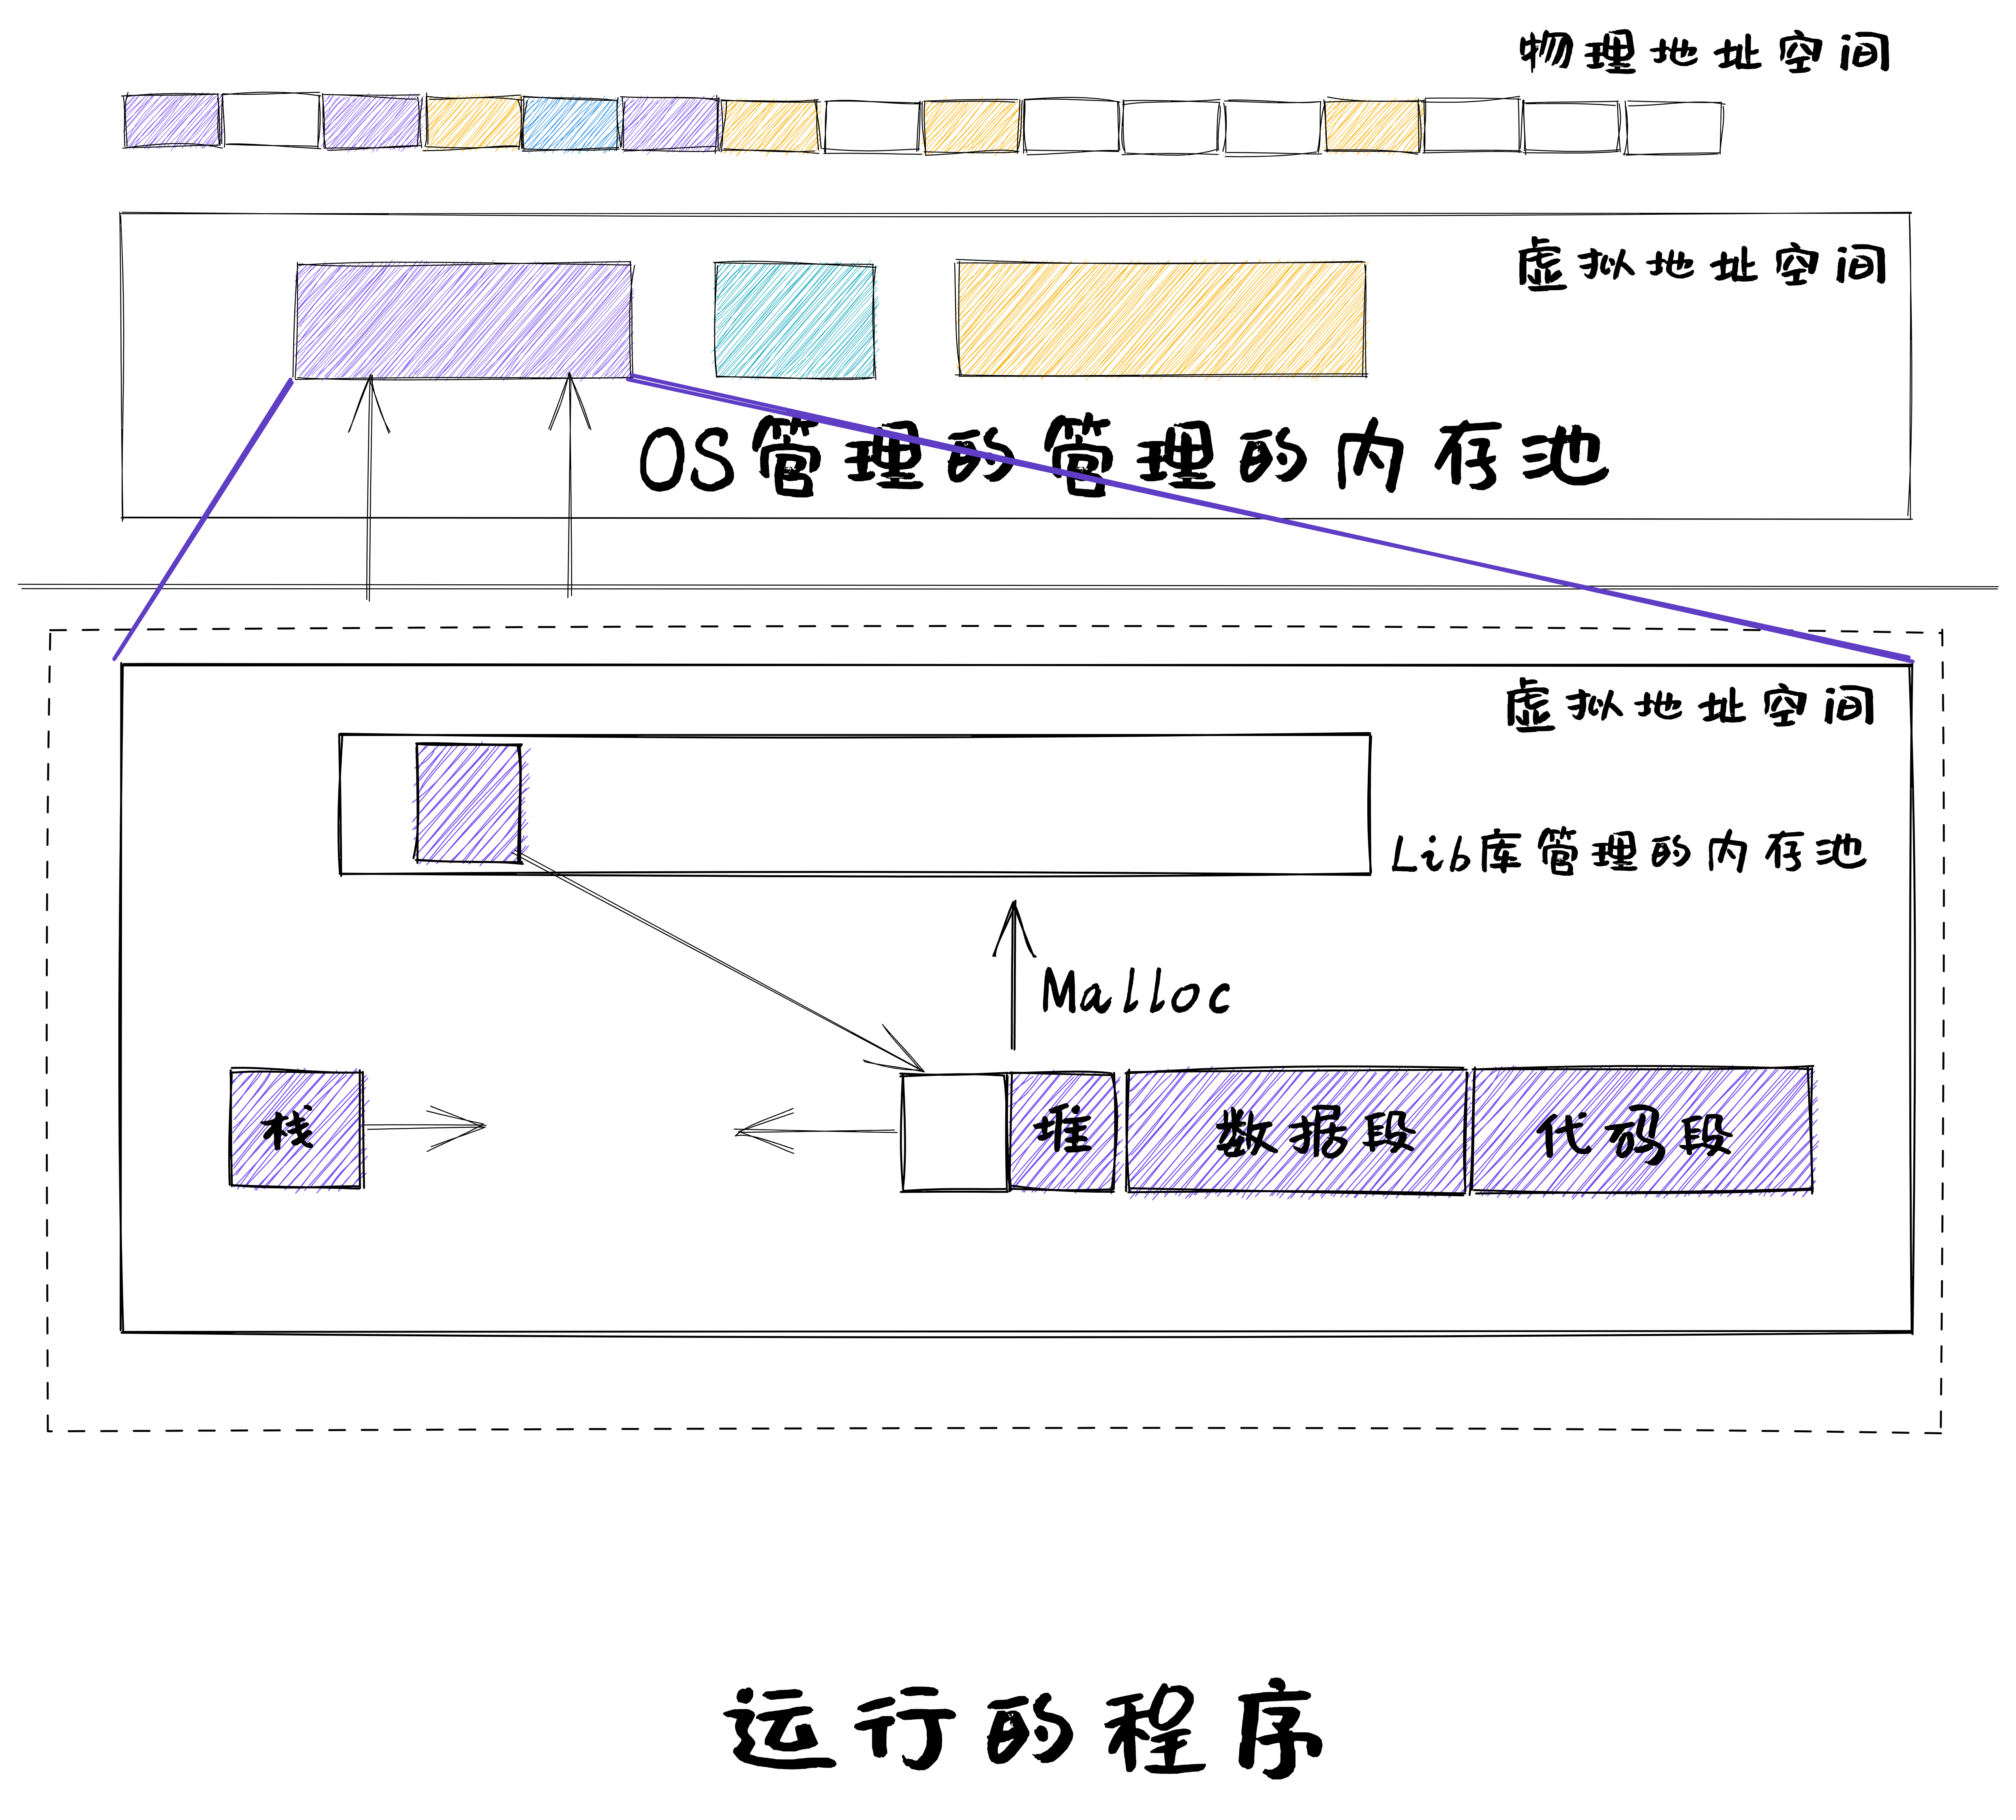 物理地址空间
虚拟地址空间
OS管理的管理的内存池
虚拟地址空间
Lib库管理的内存池
Malloc
栈
堆
数据段
代码段
运行的程序